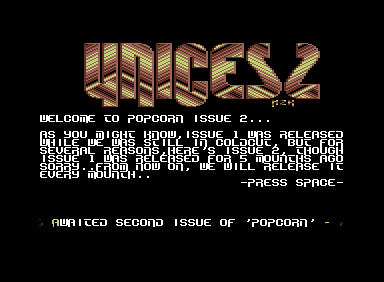 UNICESS 2
MZK
WELCOME TO POPCORN ISSUE 2...
AS YOU MIGHT KNOW,ISSUE 1 WAS RELEASED
WHILE WE WAS STILL IN COLDCUT, BUT FOR
SEVERAL REASONS,HERE'S ISSUE 2, THOUGH
ISSUE 1 WAS RELEASED FOR 5 MOUNTHS AGO
SORRY..FROM NOW ON, WE WILL RELEASE IT
EVERY MOUNTH..
-PRESS SPACE-
AWAITED SECOND ISSUE OF 'POPCORN' -